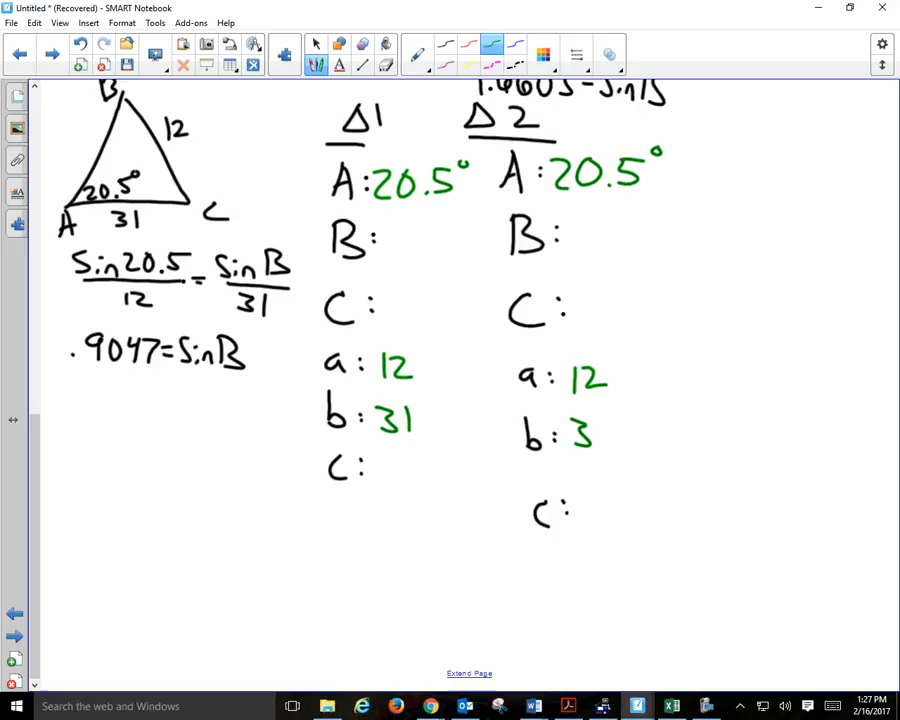 Untitled * (Recovered) - SMART Notebook
File Edit View Insert Format Tools Add-ons Help
B
12
20.5°
A
31
C
Sin20.5 = SinB
12 31
.9047=SinB
Δ1
A:20.5°
B:
C:
a:12
b:31
c:
Δ2
A:20.5°
B:
C:
a:12
b:3
c:
Extend Page
Search the web and Windows
1:27 PM
2/16/2017